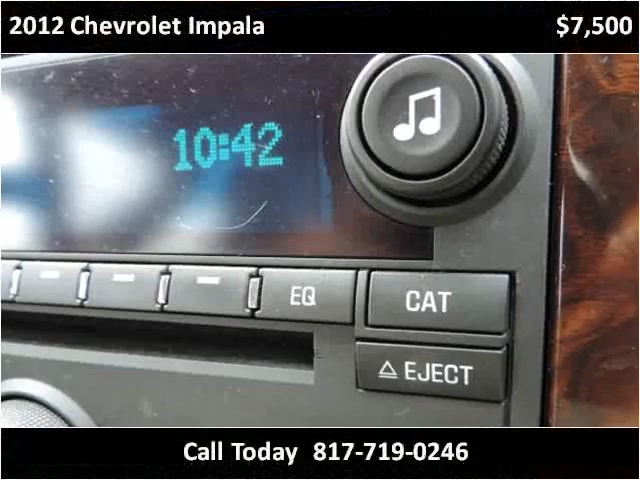 2012 Chevrolet Impala $7,500
10:42
EQ CAT
EJECT
Call Today 817-719-0246